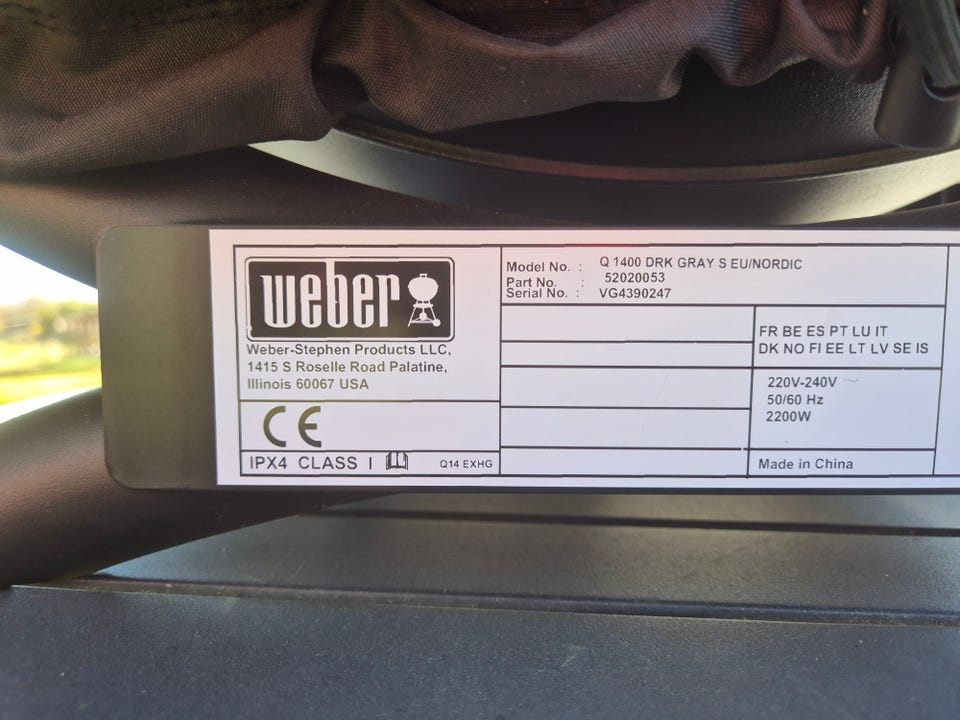 weber
Weber-Stephen Products LLC,
1415 S Roselle Road Palatine,
Illinois 60067 USA
CE
IPX4 CLASS I
Q14 EXHG
Model No. : Q 1400 DRK GRAY S EU/NORDIC
Part No. : 52020053
Serial No. : VG4390247
FR BE ES PT LU IT
DK NO FI EE LT LV SE IS
220V-240V ~
50/60 Hz
2200W
Made in China